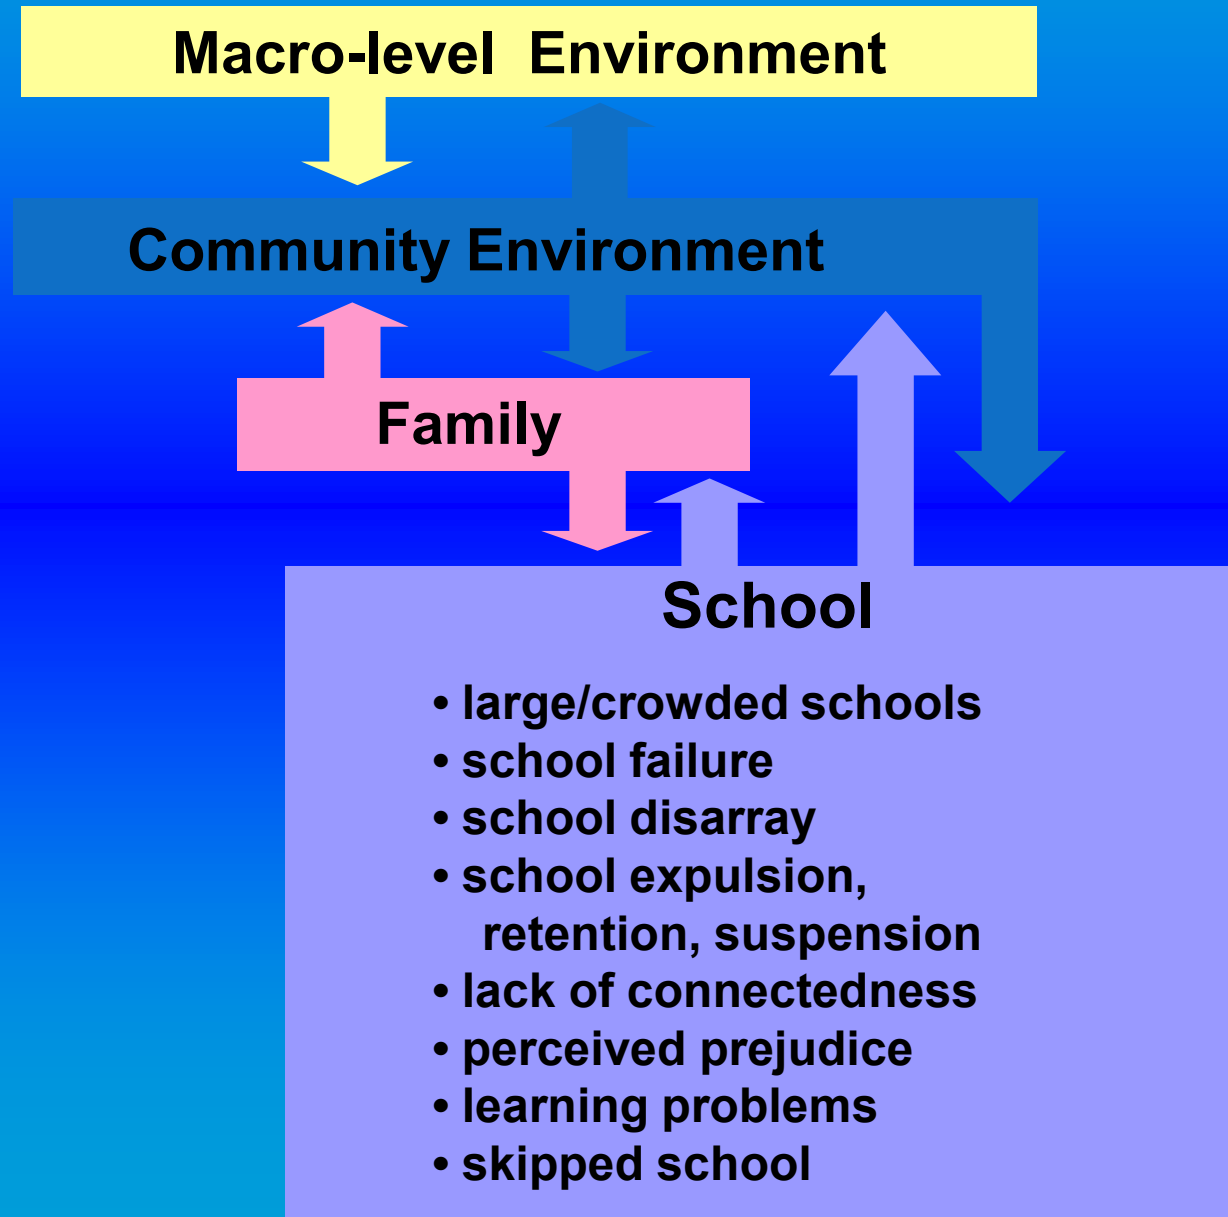 Macro-level Environment
Community Environment
Family
School
• large/crowded schools
• school failure
• school disarray
• school expulsion,
retention, suspension
• lack of connectedness
• perceived prejudice
• learning problems
• skipped school